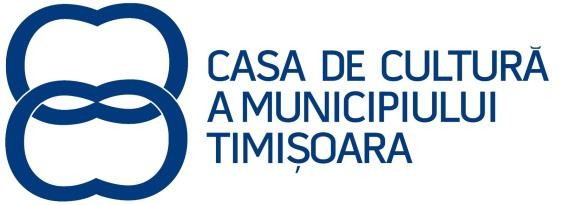 CASA DE CULTURĂ
A MUNICIPIULUI
TIMIȘOARA